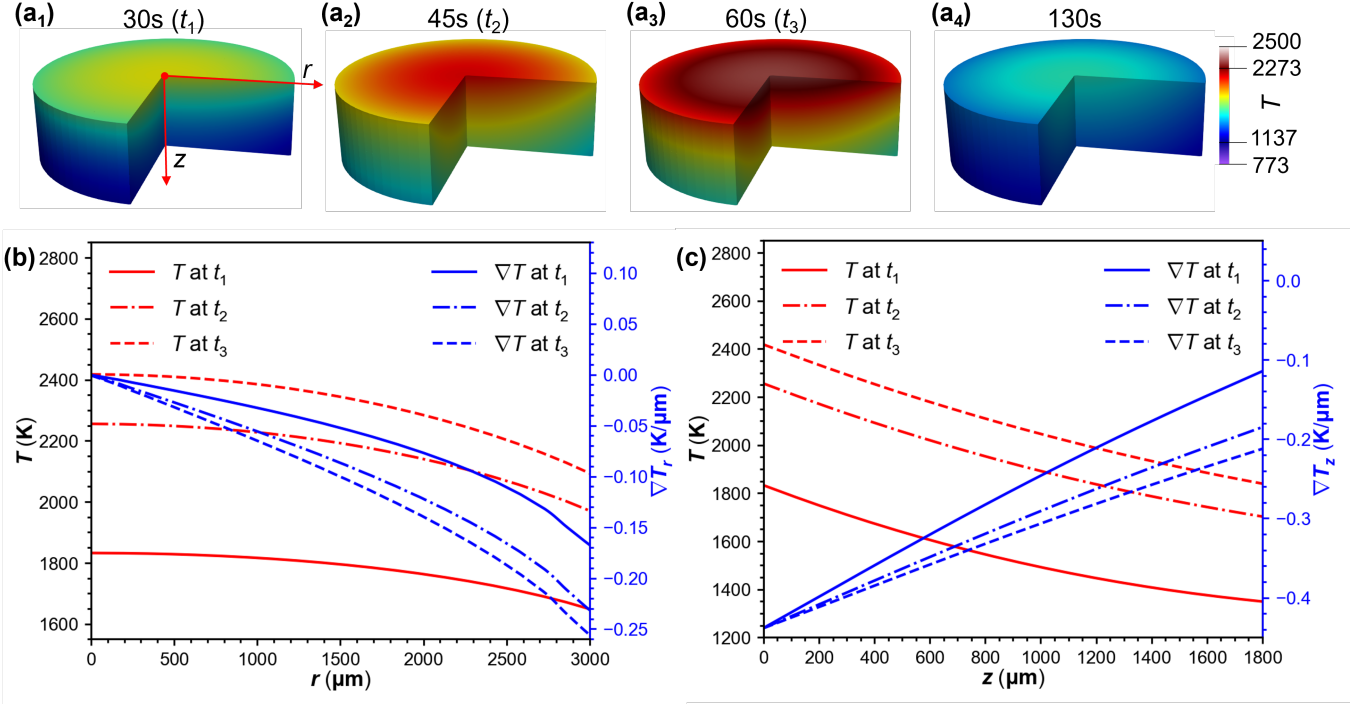 (a₁) 30s (t₁)
(a₂) 45s (t₂)
(a₃) 60s (t₃)
(a₄) 130s
r
z
2500
2273
T
1137
773
(b)
T at t₁
T at t₂
T at t₃
∇T at t₁
∇T at t₂
∇T at t₃
2800
2600
2400
2200
2000
1800
1600
T (K)
0.10
0.05
0.00
−0.05
−0.10
−0.15
−0.20
−0.25
∇Tᵣ (K/μm)
0 500 1000 1500 2000 2500 3000
r (μm)
(c)
T at t₁
T at t₂
T at t₃
∇T at t₁
∇T at t₂
∇T at t₃
2800
2600
2400
2200
2000
1800
1600
1400
1200
T (K)
0.0
−0.1
−0.2
−0.3
−0.4
∇T_z (K/μm)
0 200 400 600 800 1000 1200 1400 1600 1800
z (μm)